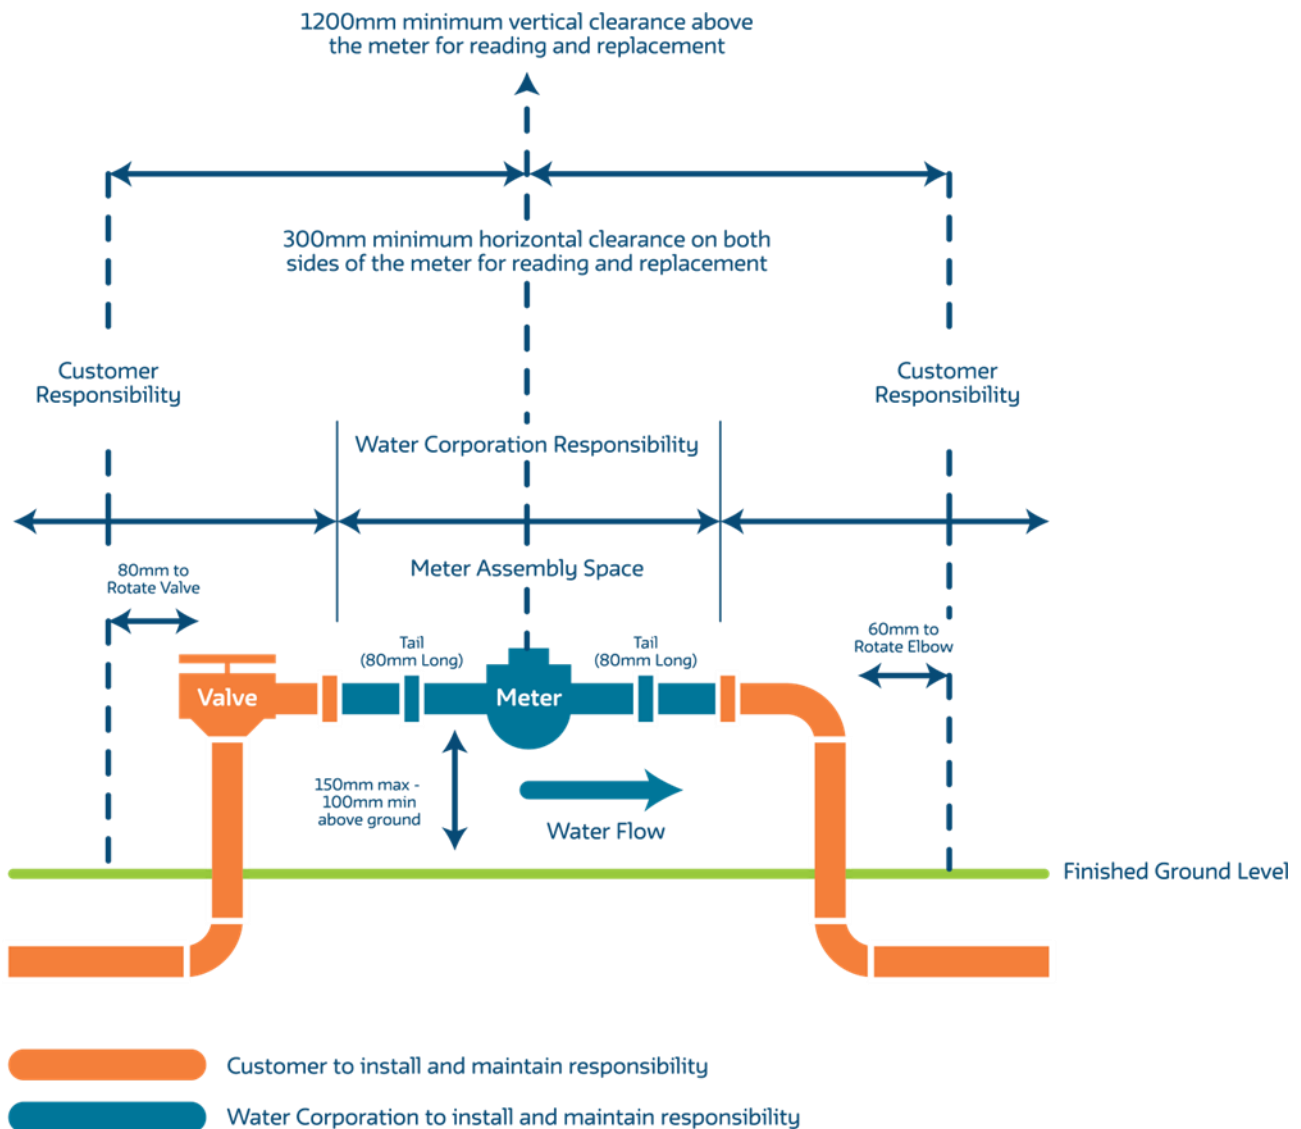 1200mm minimum vertical clearance above
the meter for reading and replacement
300mm minimum horizontal clearance on both
sides of the meter for reading and replacement
Customer
Responsibility
Customer
Responsibility
Water Corporation Responsibility
Meter Assembly Space
80mm to
Rotate Valve
Tail
(80mm Long)
Tail
(80mm Long)
60mm to
Rotate Elbow
Valve
Meter
150mm max -
100mm min
above ground
Water Flow
Finished Ground Level
Customer to install and maintain responsibility
Water Corporation to install and maintain responsibility